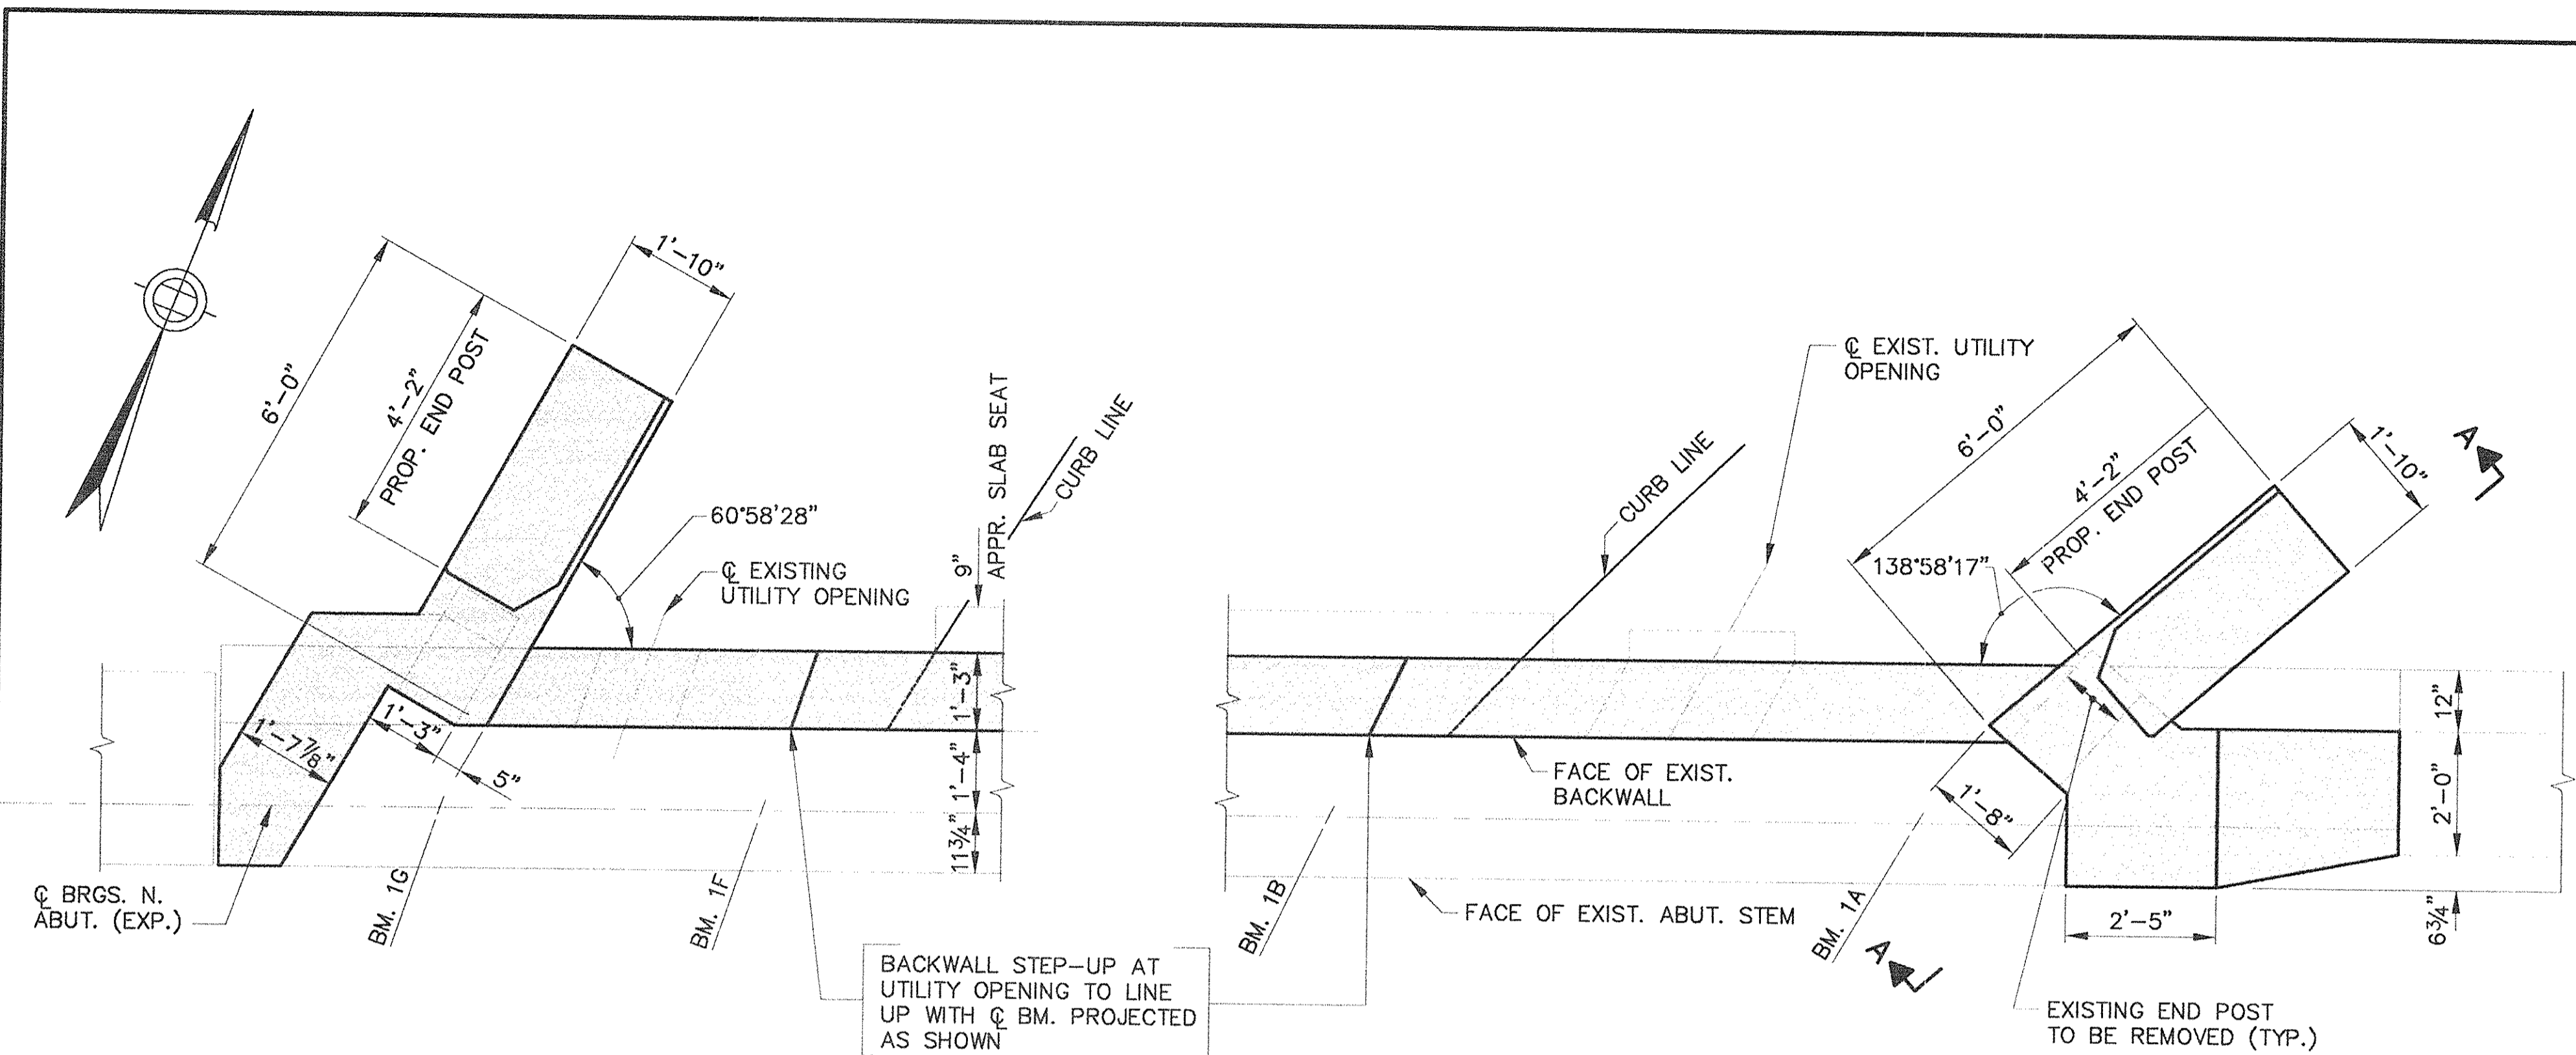 1'-10"
6'-0"
4'-2"
PROP. END POST
60°58'28"
℄ EXISTING
UTILITY OPENING
9"
APPR. SLAB SEAT
CURB LINE
1'-3"
1'-4"
11¾"
1'-7⅞"
1'-3"
5"
℄ BRGS. N.
ABUT. (EXP.)
BM. 1G
BM. 1F
BACKWALL STEP-UP AT
UTILITY OPENING TO LINE
UP WITH ℄ BM. PROJECTED
AS SHOWN
℄ EXIST. UTILITY
OPENING
CURB LINE
6'-0"
4'-2"
PROP. END POST
1'-10"
A
138°58'17"
12"
2'-0"
6¾"
FACE OF EXIST.
BACKWALL
1'-8"
BM. 1B
FACE OF EXIST. ABUT. STEM
BM. 1A
A
2'-5"
EXISTING END POST
TO BE REMOVED (TYP.)